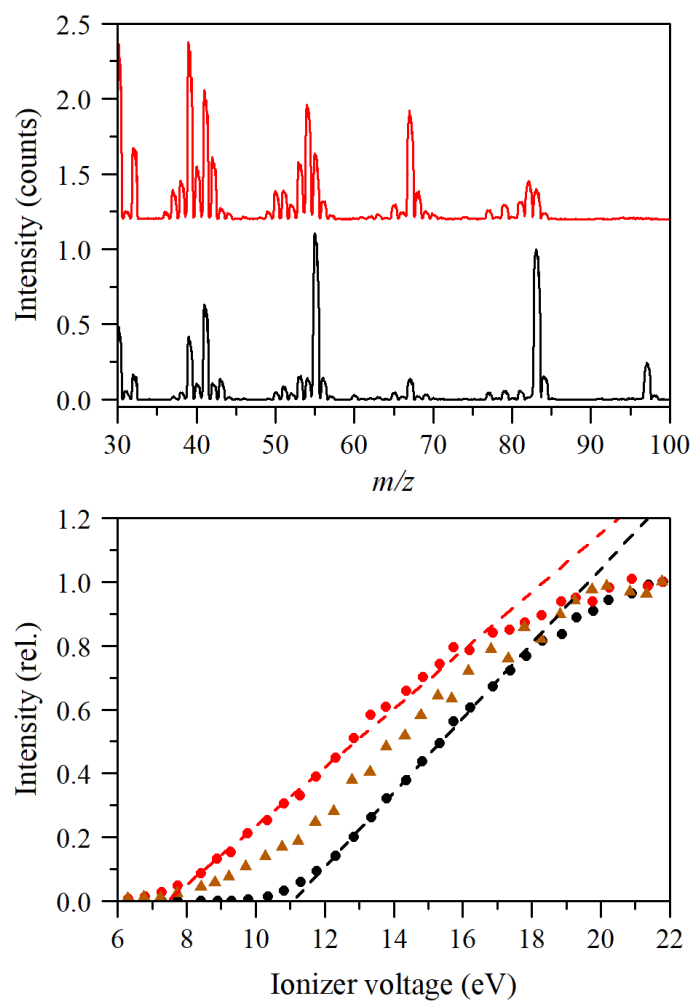 2.5
2.0
1.5
1.0
0.5
0.0
Intensity (counts)
30 40 50 60 70 80 90 100
m/z
1.2
1.0
0.8
0.6
0.4
0.2
0.0
Intensity (rel.)
6 8 10 12 14 16 18 20 22
Ionizer voltage (eV)